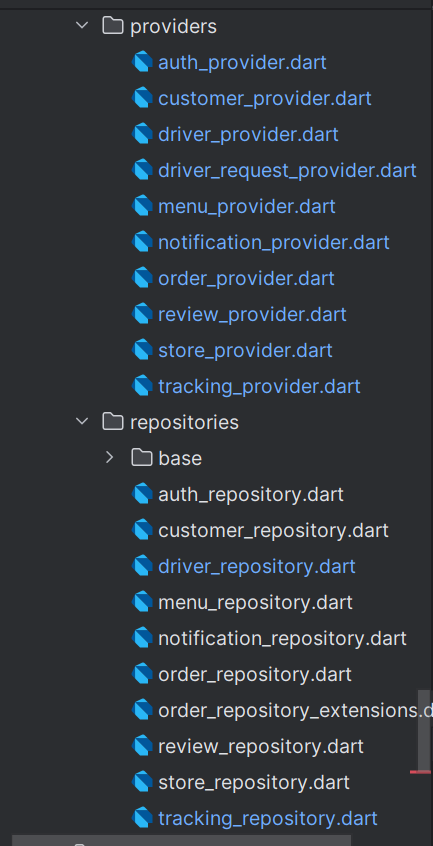 providers
auth_provider.dart
customer_provider.dart
driver_provider.dart
driver_request_provider.dart
menu_provider.dart
notification_provider.dart
order_provider.dart
review_provider.dart
store_provider.dart
tracking_provider.dart
repositories
base
auth_repository.dart
customer_repository.dart
driver_repository.dart
menu_repository.dart
notification_repository.dart
order_repository.dart
order_repository_extensions.d
review_repository.dart
store_repository.dart
tracking_repository.dart